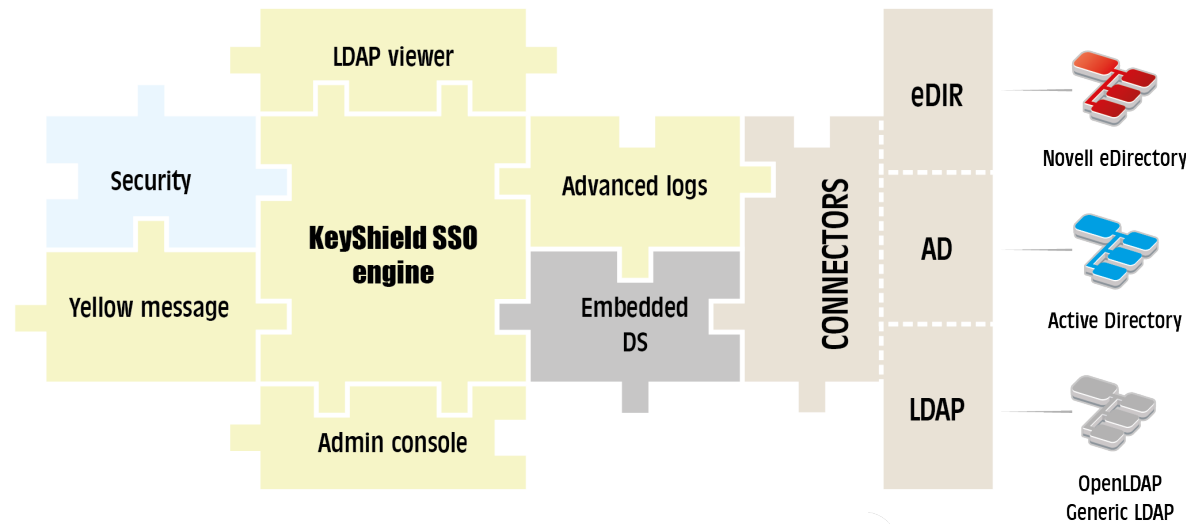 LDAP viewer
Security
Yellow message
KeyShield SSO
engine
Admin console
Advanced logs
Embedded
DS
CONNECTORS
eDIR
AD
LDAP
Novell eDirectory
Active Directory
OpenLDAP
Generic LDAP